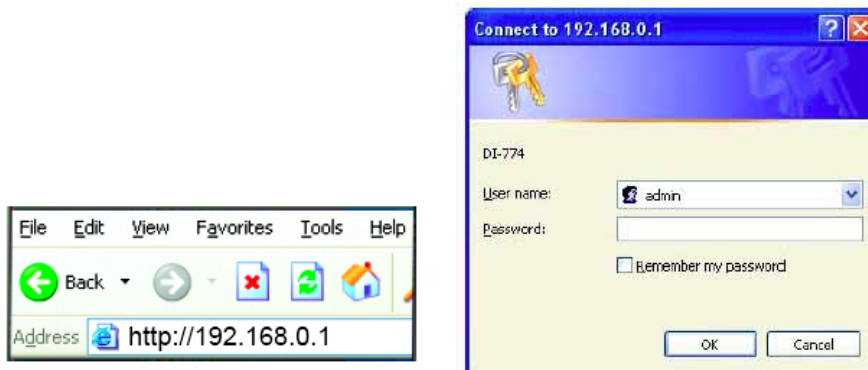 File Edit View Favorites Tools Help
Back
Address http://192.168.0.1
Connect to 192.168.0.1
DI-774
User name: admin
Password:
Remember my password
OK Cancel